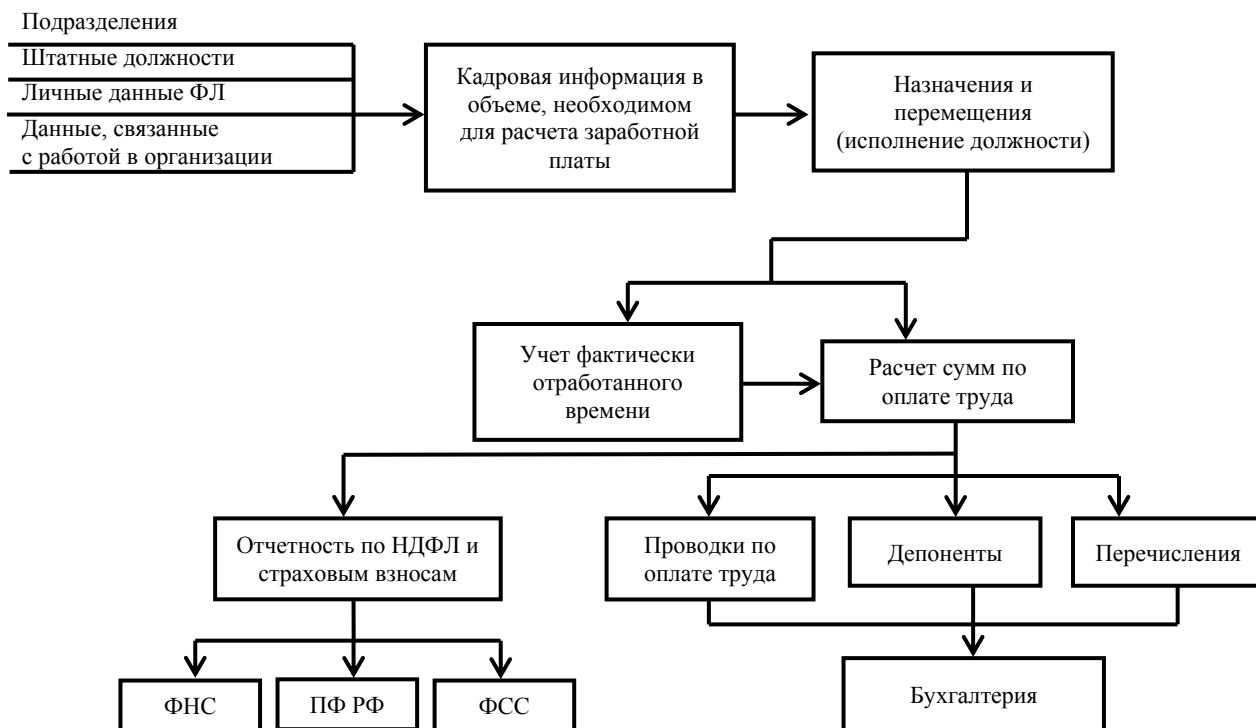 Подразделения
Штатные должности
Личные данные ФЛ
Данные, связанные
с работой в организации
Кадровая информация в
объеме, необходимом
для расчета заработной
платы
Назначения и
перемещения
(исполнение должности)
Учет фактически
отработанного
времени
Расчет сумм по
оплате труда
Отчетность по НДФЛ и
страховым взносам
Проводки по
оплате труда
Депоненты
Перечисления
ФНС
ПФ РФ
ФСС
Бухгалтерия